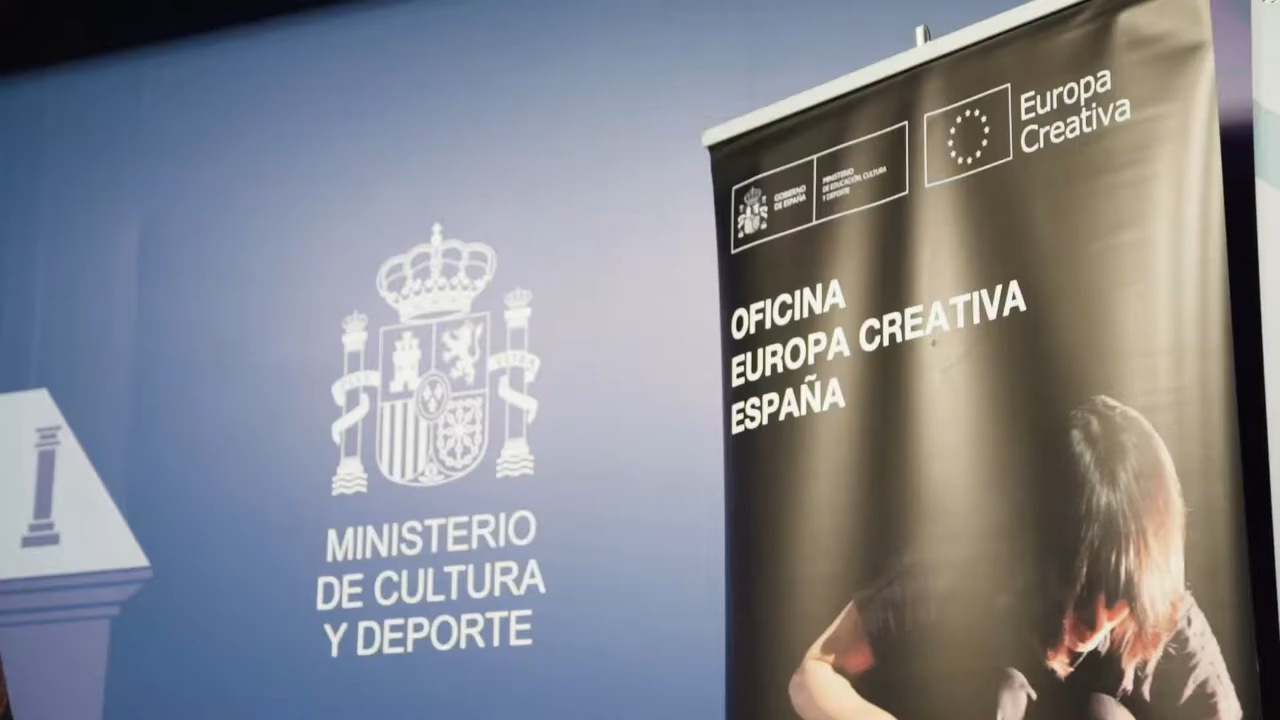 MINISTERIO
DE CULTURA
Y DEPORTE
GOBIERNO
DE ESPAÑA
MINISTERIO
DE EDUCACIÓN, CULTURA
Y DEPORTE
Europa
Creativa
OFICINA
EUROPA CREATIVA
ESPAÑA